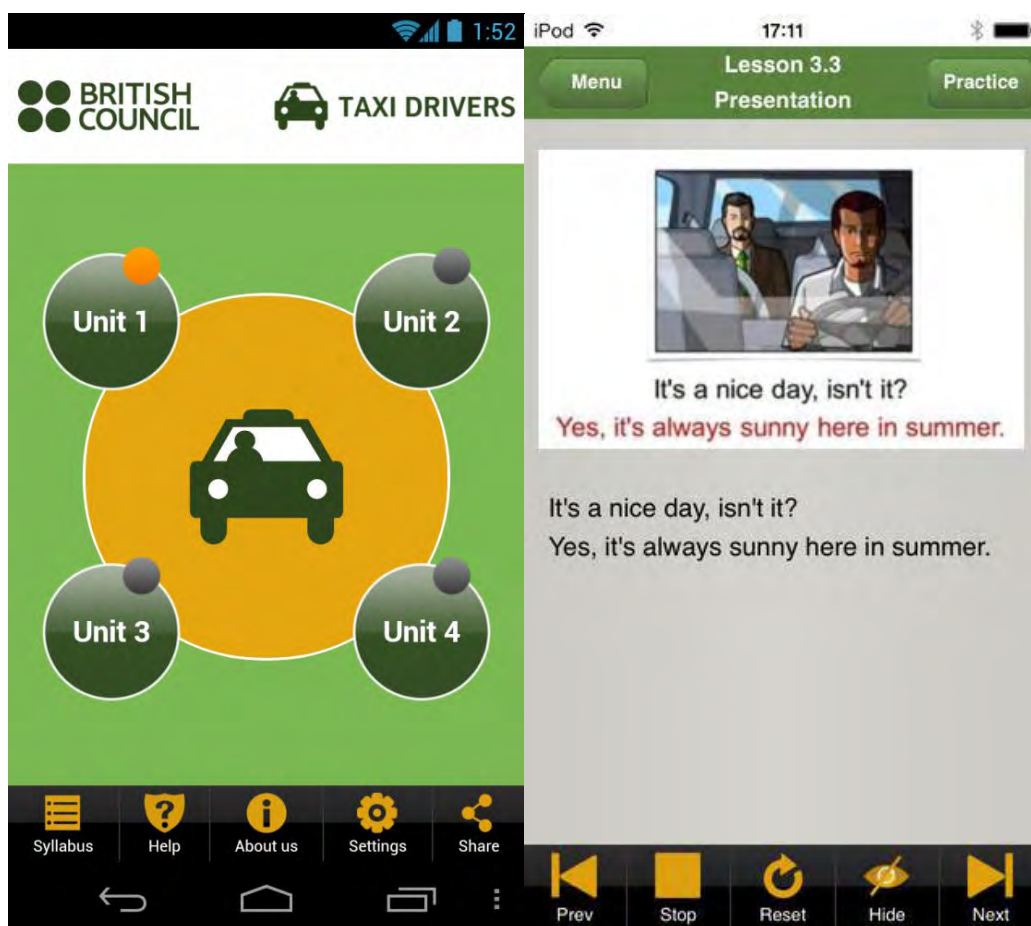 1:52
BRITISH
COUNCIL
TAXI DRIVERS
Unit 1
Unit 2
Unit 3
Unit 4
Syllabus
Help
About us
Settings
Share
iPod
17:11
Menu
Lesson 3.3
Presentation
Practice
It's a nice day, isn't it?
Yes, it's always sunny here in summer.
It's a nice day, isn't it?
Yes, it's always sunny here in summer.
Prev
Stop
Reset
Hide
Next